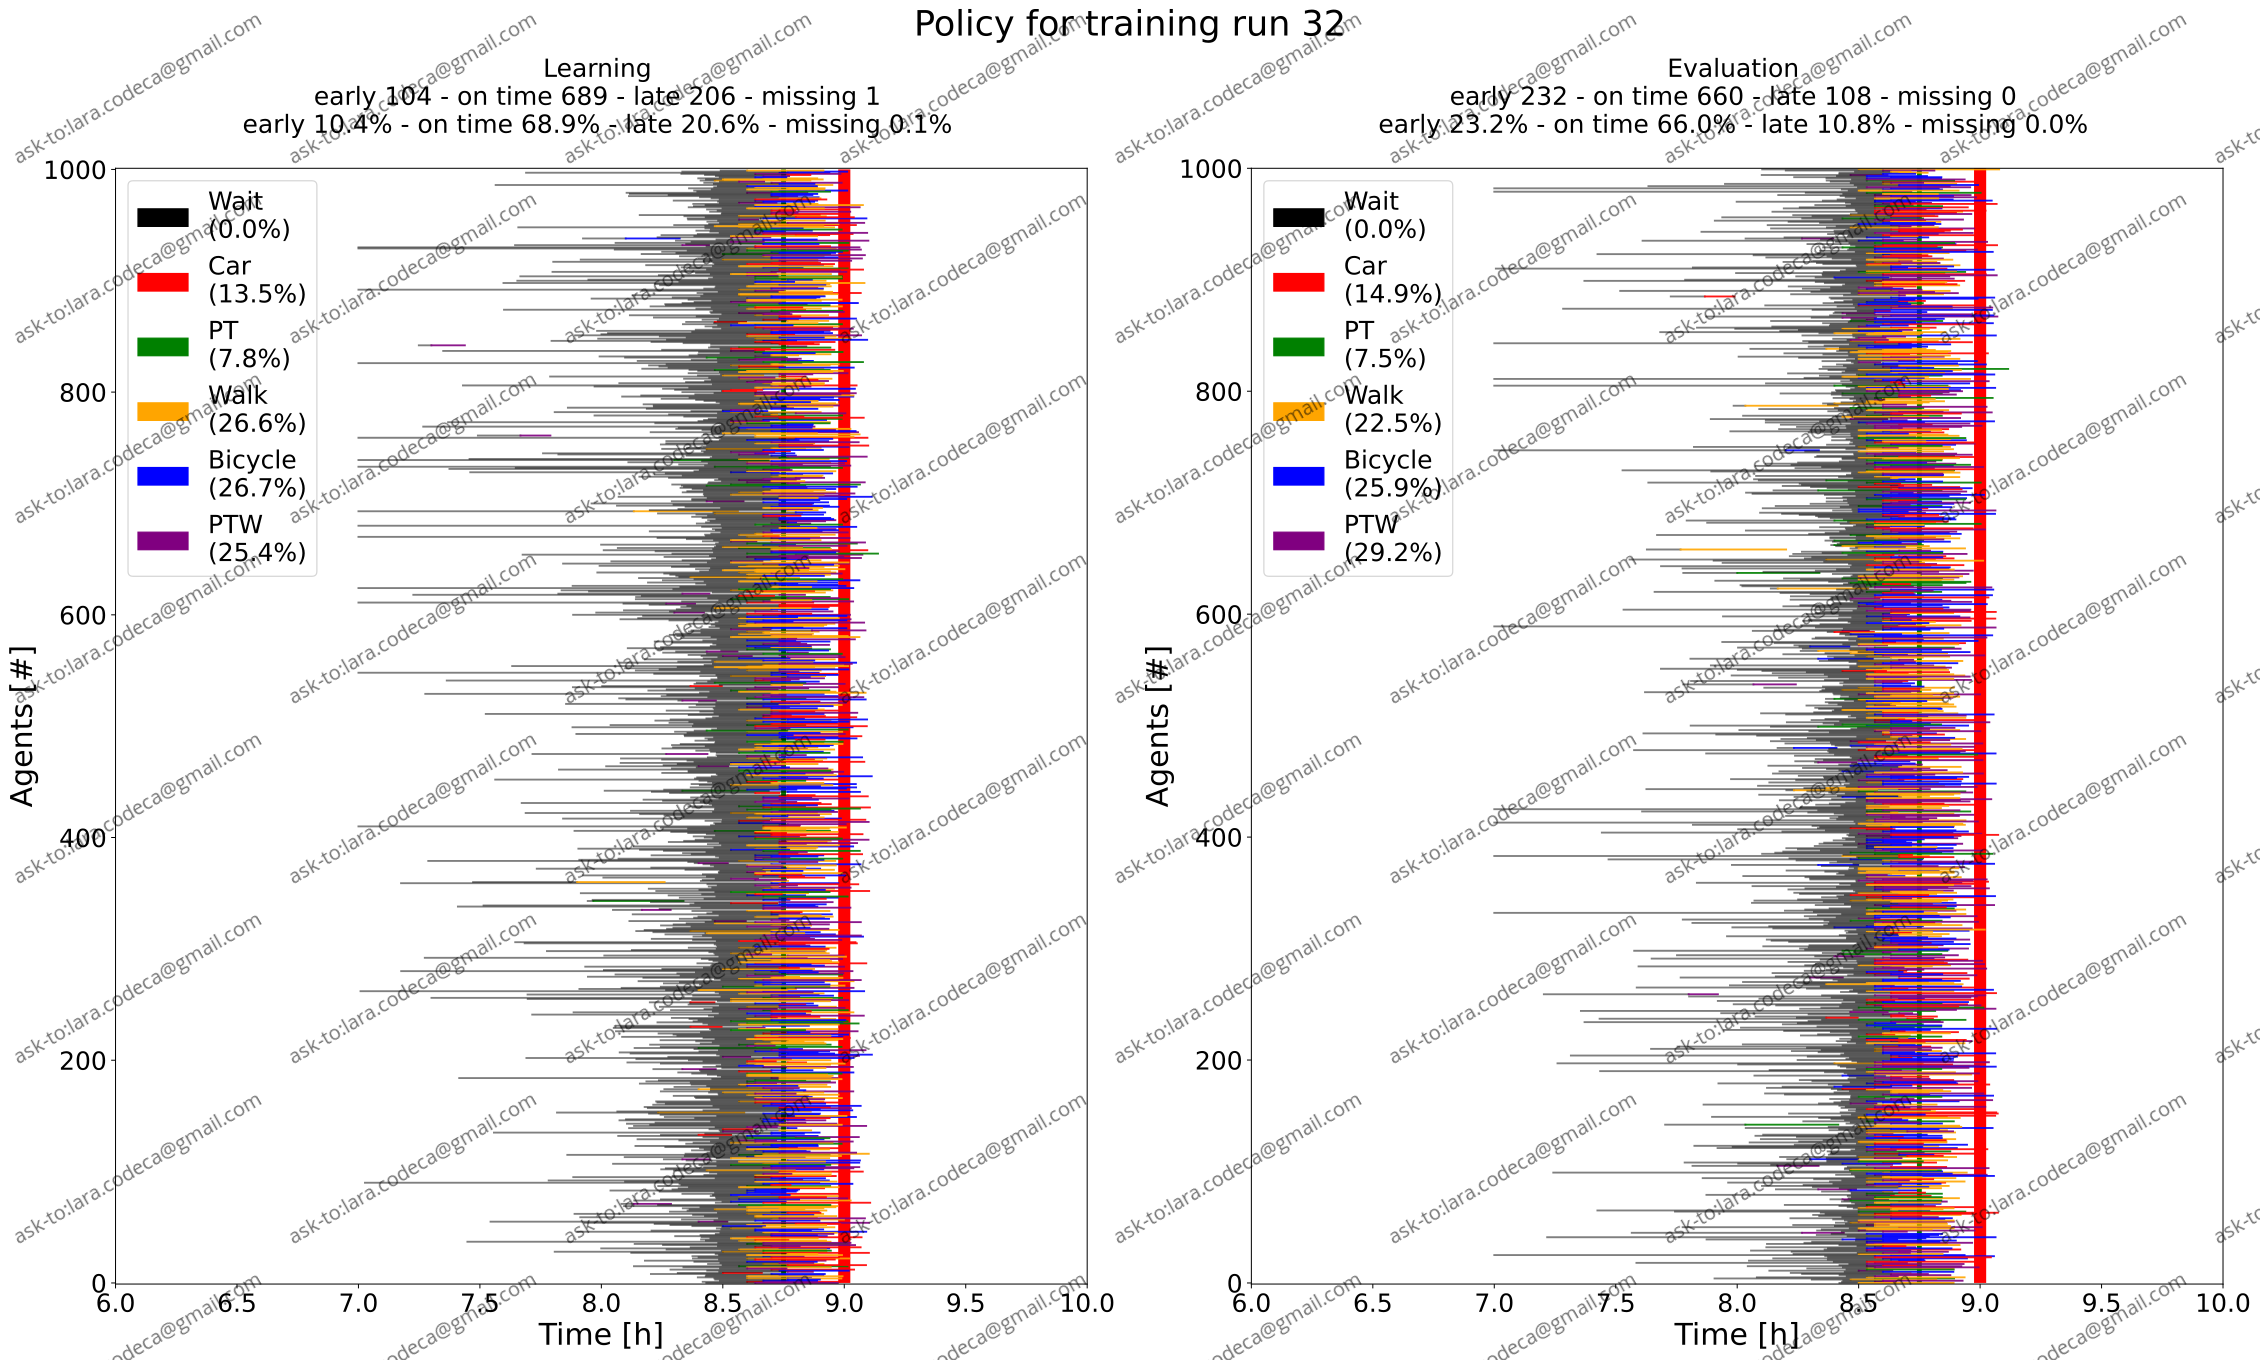 Policy for training run 32
Learning
early 104 - on time 689 - late 206 - missing 1
early 10.4% - on time 68.9% - late 20.6% - missing 0.1%
Agents [#]
1000
800
600
400
200
0
Wait
(0.0%)
Car
(13.5%)
PT
(7.8%)
Walk
(26.6%)
Bicycle
(26.7%)
PTW
(25.4%)
6.0 6.5 7.0 7.5 8.0 8.5 9.0 9.5 10.0
Time [h]
Evaluation
early 232 - on time 660 - late 108 - missing 0
early 23.2% - on time 66.0% - late 10.8% - missing 0.0%
Agents [#]
1000
800
600
400
200
0
Wait
(0.0%)
Car
(14.9%)
PT
(7.5%)
Walk
(22.5%)
Bicycle
(25.9%)
PTW
(29.2%)
6.0 6.5 7.0 7.5 8.0 8.5 9.0 9.5 10.0
Time [h]
ask-to:lara.codeca@gmail.com